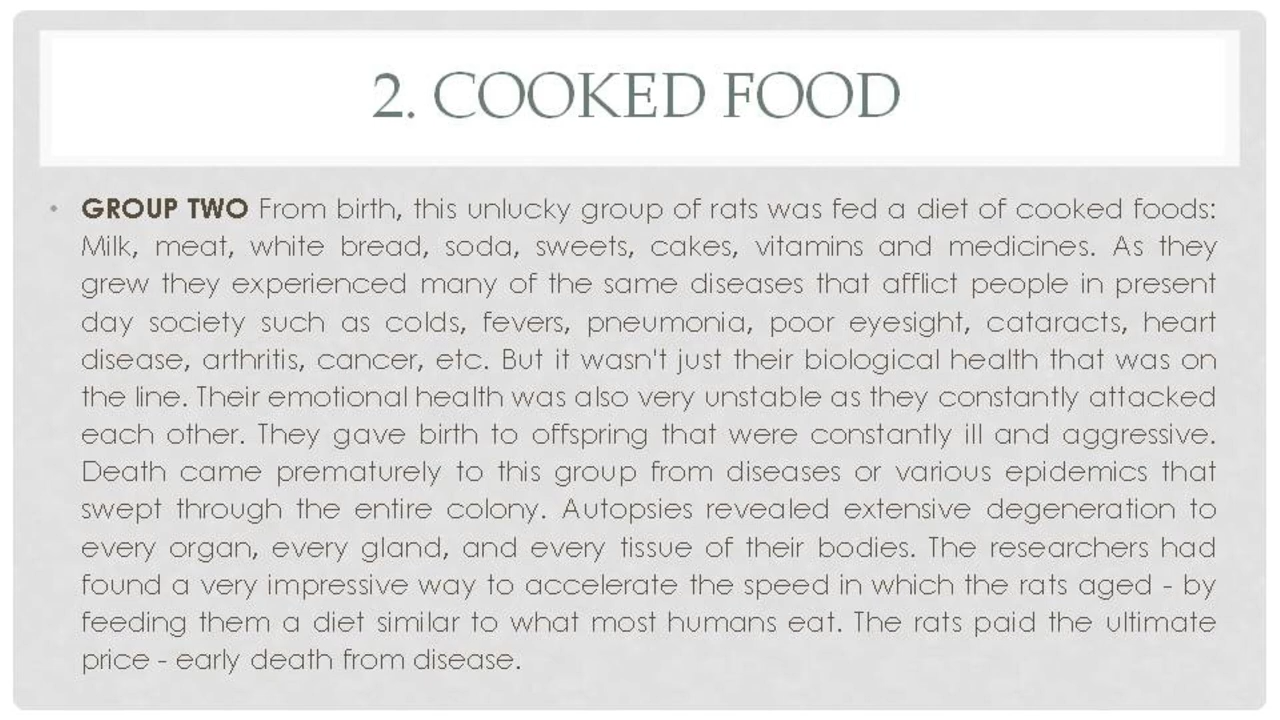 2. COOKED FOOD
• GROUP TWO From birth, this unlucky group of rats was fed a diet of cooked foods:
Milk, meat, white bread, soda, sweets, cakes, vitamins and medicines. As they
grew they experienced many of the same diseases that afflict people in present
day society such as colds, fevers, pneumonia, poor eyesight, cataracts, heart
disease, arthritis, cancer, etc. But it wasn't just their biological health that was on
the line. Their emotional health was also very unstable as they constantly attacked
each other. They gave birth to offspring that were constantly ill and aggressive.
Death came prematurely to this group from diseases or various epidemics that
swept through the entire colony. Autopsies revealed extensive degeneration to
every organ, every gland, and every tissue of their bodies. The researchers had
found a very impressive way to accelerate the speed in which the rats aged - by
feeding them a diet similar to what most humans eat. The rats paid the ultimate
price - early death from disease.